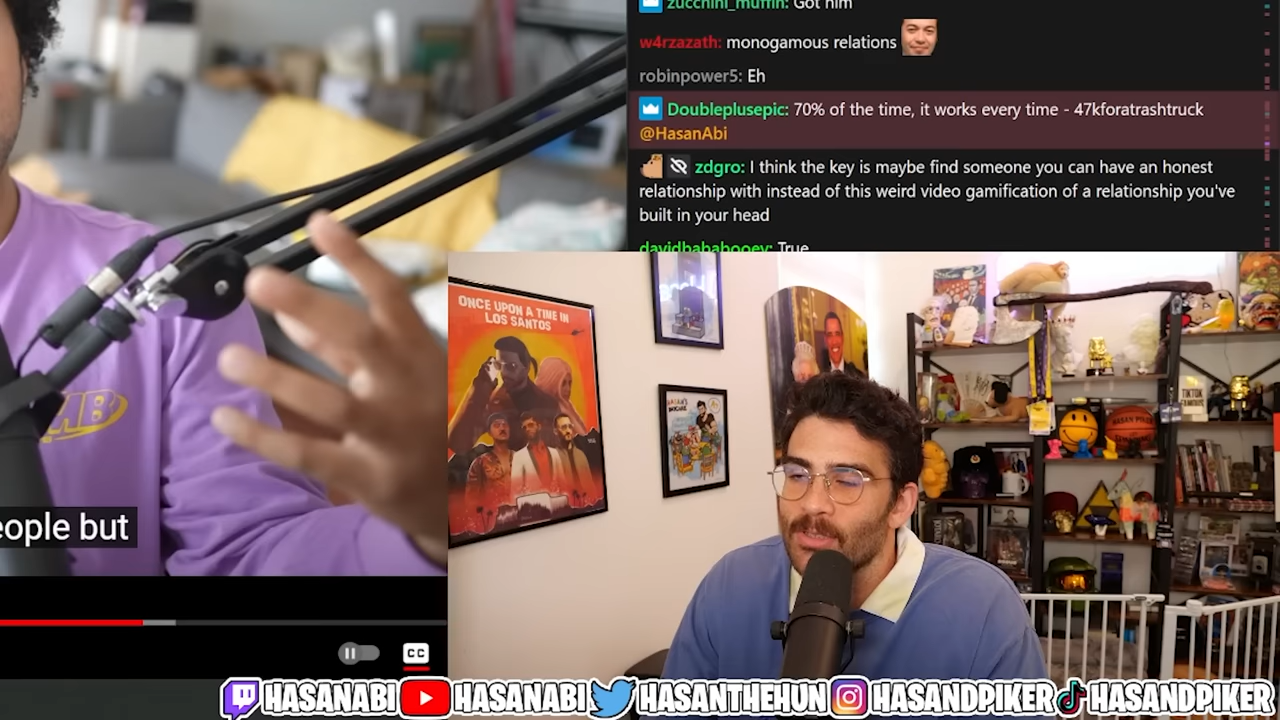 zucchini_muffin: Got him
w4rzazath: monogamous relations
robinpower5: Eh
Doubleplusepic: 70% of the time, it works every time - 47kforatrashtruck
@HasanAbi
zdgro: I think the key is maybe find someone you can have an honest
relationship with instead of this weird video gamification of a relationship you've
built in your head
davidbababooey: True
ONCE UPON A TIME IN
LOS SANTOS
HASAN PIKER
eople but
CC
HASANABI HASANABI HASANTHEHUN HASANDPIKER HASANDPIKER